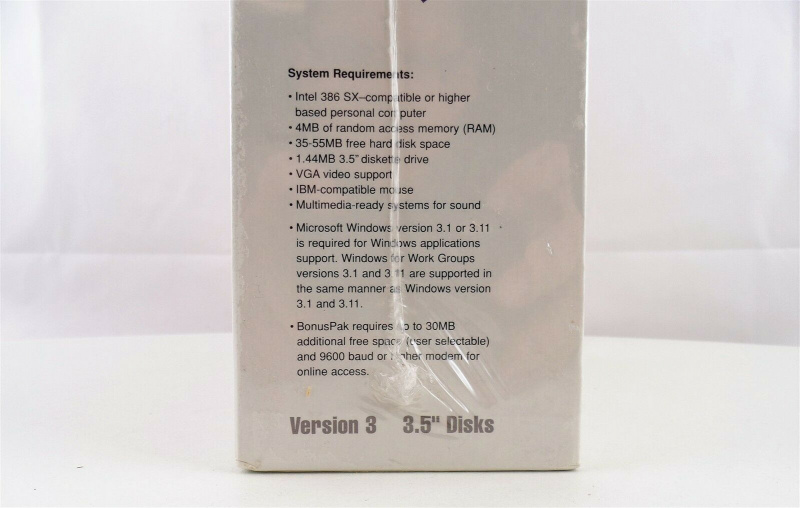 System Requirements:
• Intel 386 SX–compatible or higher
based personal computer
• 4MB of random access memory (RAM)
• 35-55MB free hard disk space
• 1.44MB 3.5" diskette drive
• VGA video support
• IBM-compatible mouse
• Multimedia-ready systems for sound
• Microsoft Windows version 3.1 or 3.11
is required for Windows applications
support. Windows for Work Groups
versions 3.1 and 3.11 are supported in
the same manner as Windows version
3.1 and 3.11.
• BonusPak requires up to 30MB
additional free space (user selectable)
and 9600 baud or higher modem for
online access.
Version 3 3.5" Disks